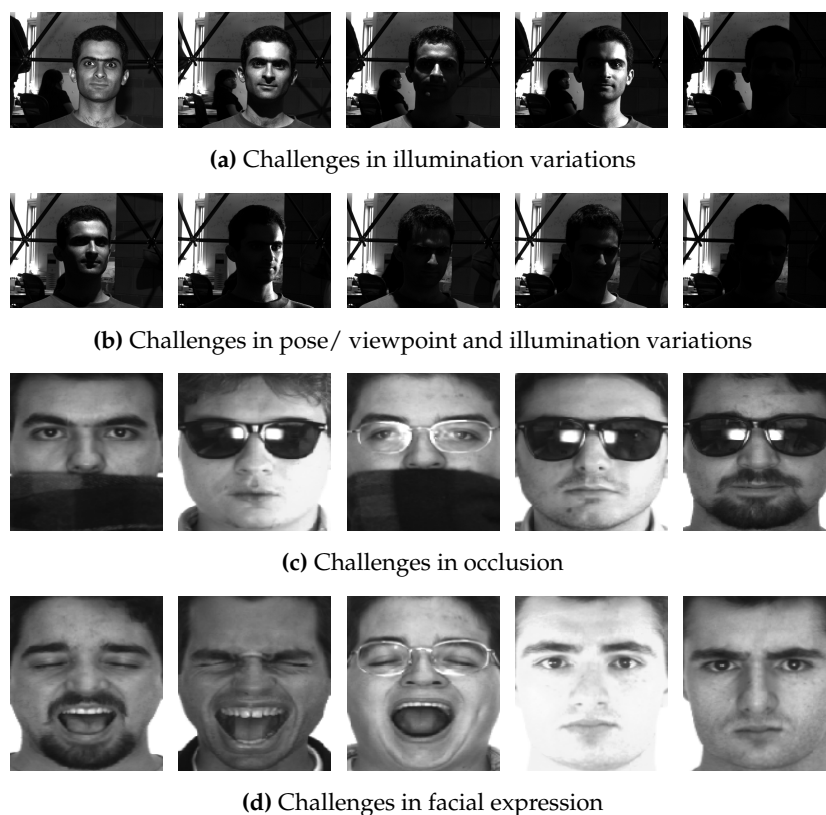 (a) Challenges in illumination variations
(b) Challenges in pose/ viewpoint and illumination variations
(c) Challenges in occlusion
(d) Challenges in facial expression